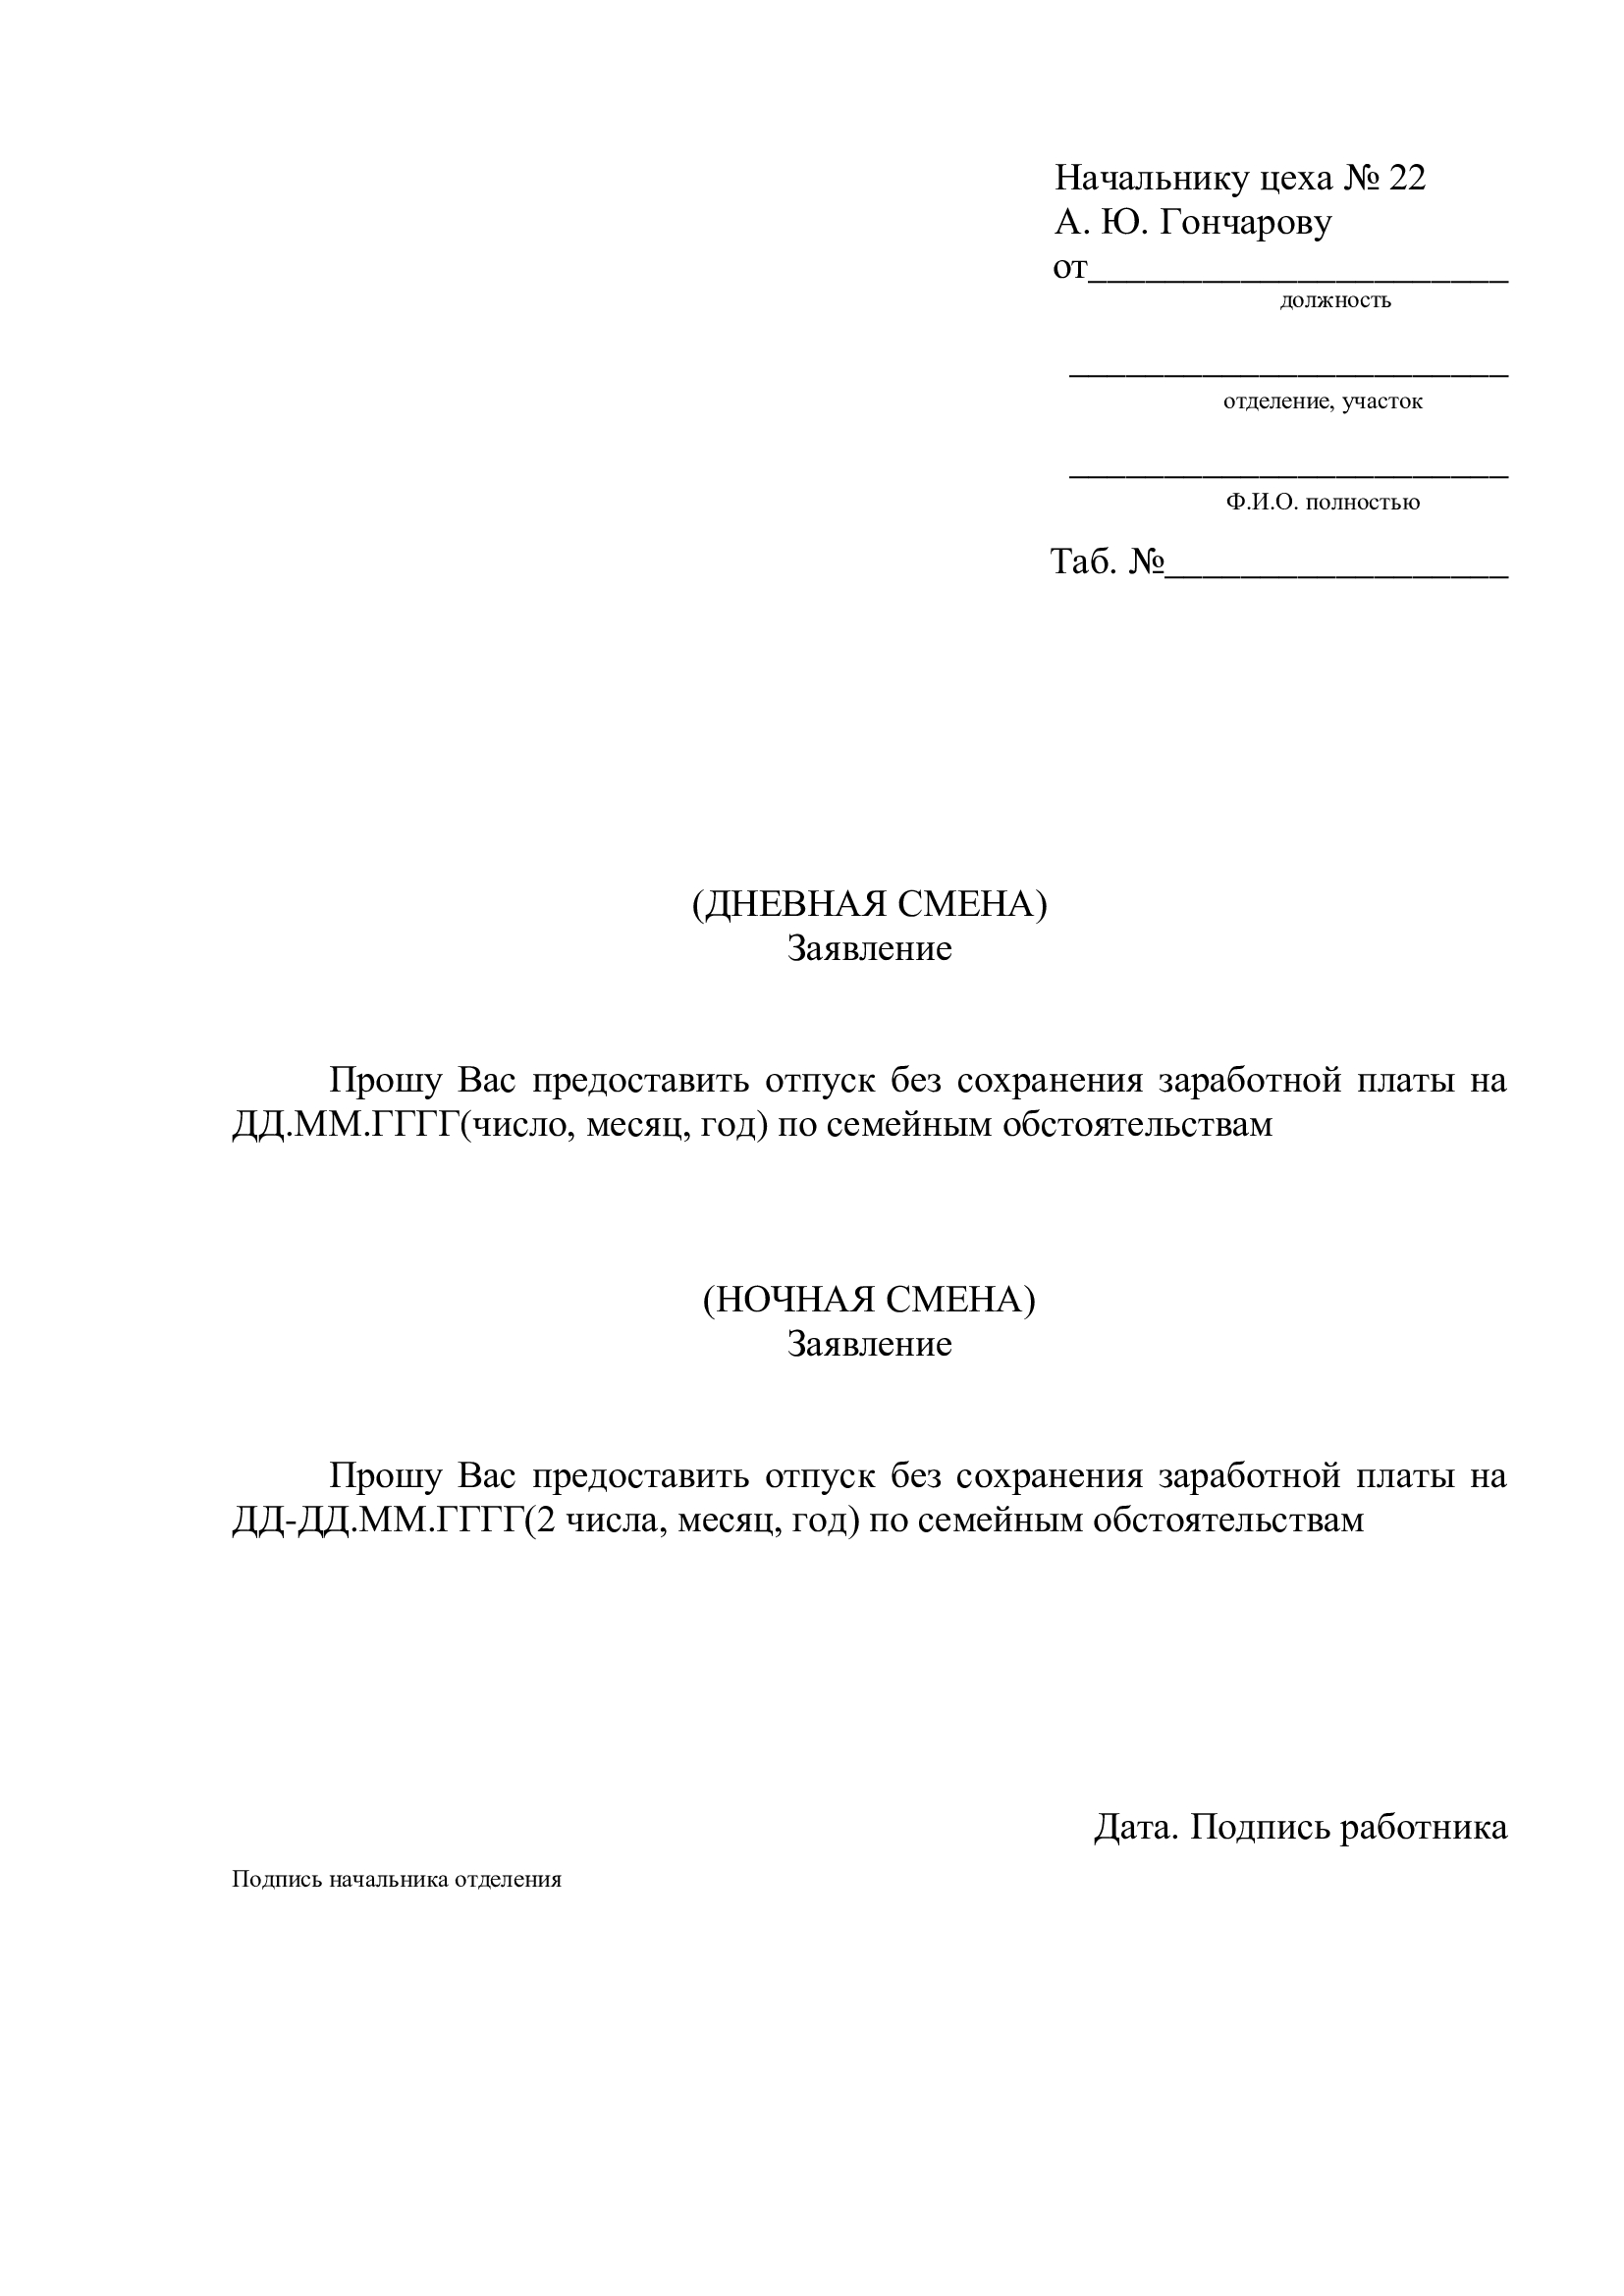 Начальнику цеха № 22
А. Ю. Гончарову
от______________________
должность
_______________________
отделение, участок
_______________________
Ф.И.О. полностью
Таб. №__________________
(ДНЕВНАЯ СМЕНА)
Заявление
Прошу Вас предоставить отпуск без сохранения заработной платы на
ДД.ММ.ГГГГ(число, месяц, год) по семейным обстоятельствам
(НОЧНАЯ СМЕНА)
Заявление
Прошу Вас предоставить отпуск без сохранения заработной платы на
ДД-ДД.ММ.ГГГГ(2 числа, месяц, год) по семейным обстоятельствам
Дата. Подпись работника
Подпись начальника отделения